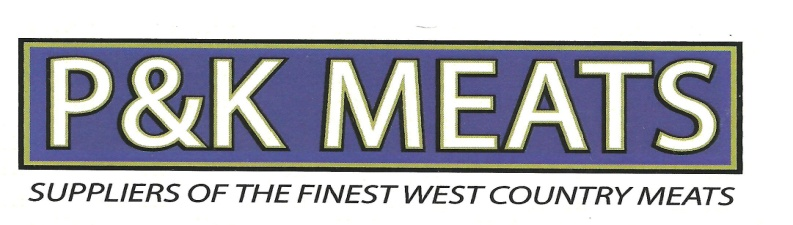 P&K MEATS
SUPPLIERS OF THE FINEST WEST COUNTRY MEATS